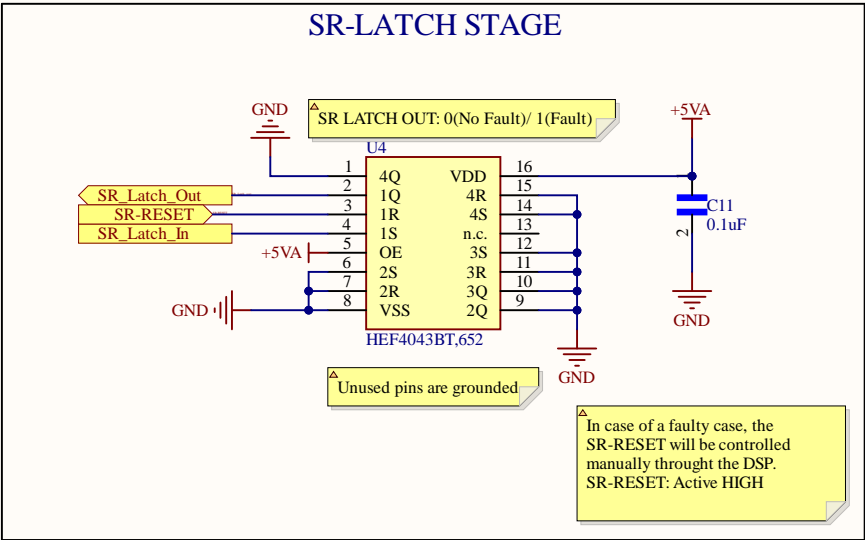 SR-LATCH STAGE
GND
SR LATCH OUT: 0(No Fault)/ 1(Fault)
+5VA
U4
1 4Q VDD 16
SR_Latch_Out 2 1Q 4R 15
SR-RESET 3 1R 4S 14
SR_Latch_In 4 1S n.c. 13
+5VA 5 OE 3S 12
6 2S 3R 11
7 2R 3Q 10
GND 8 VSS 2Q 9
C11
0.1uF
2
HEF4043BT,652
GND
GND
Unused pins are grounded
In case of a faulty case, the
SR-RESET will be controlled
manually throught the DSP.
SR-RESET: Active HIGH